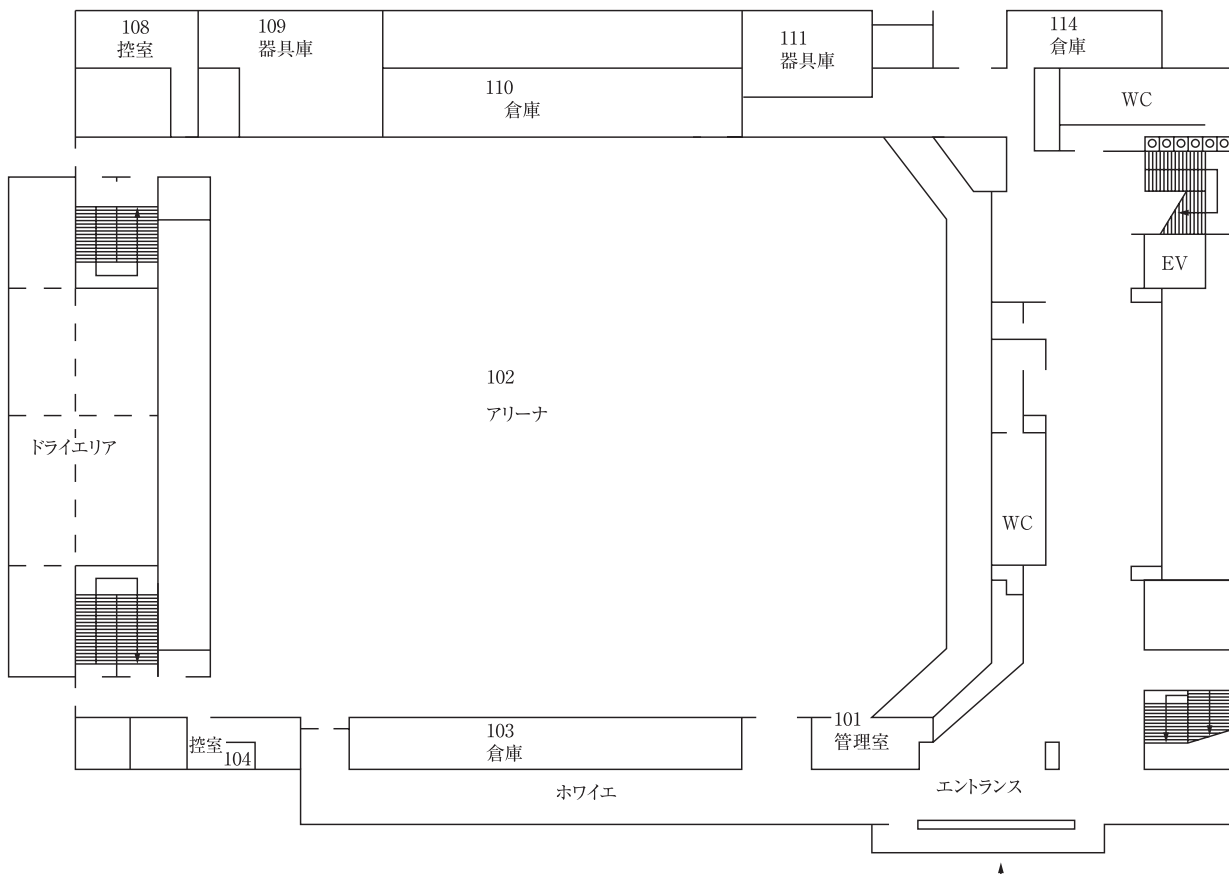 108
控室
109
器具庫
111
器具庫
114
倉庫
110
倉庫
WC
EV
102
アリーナ
ドライエリア
WC
103
倉庫
101
管理室
控室
104
ホワイエ
エントランス